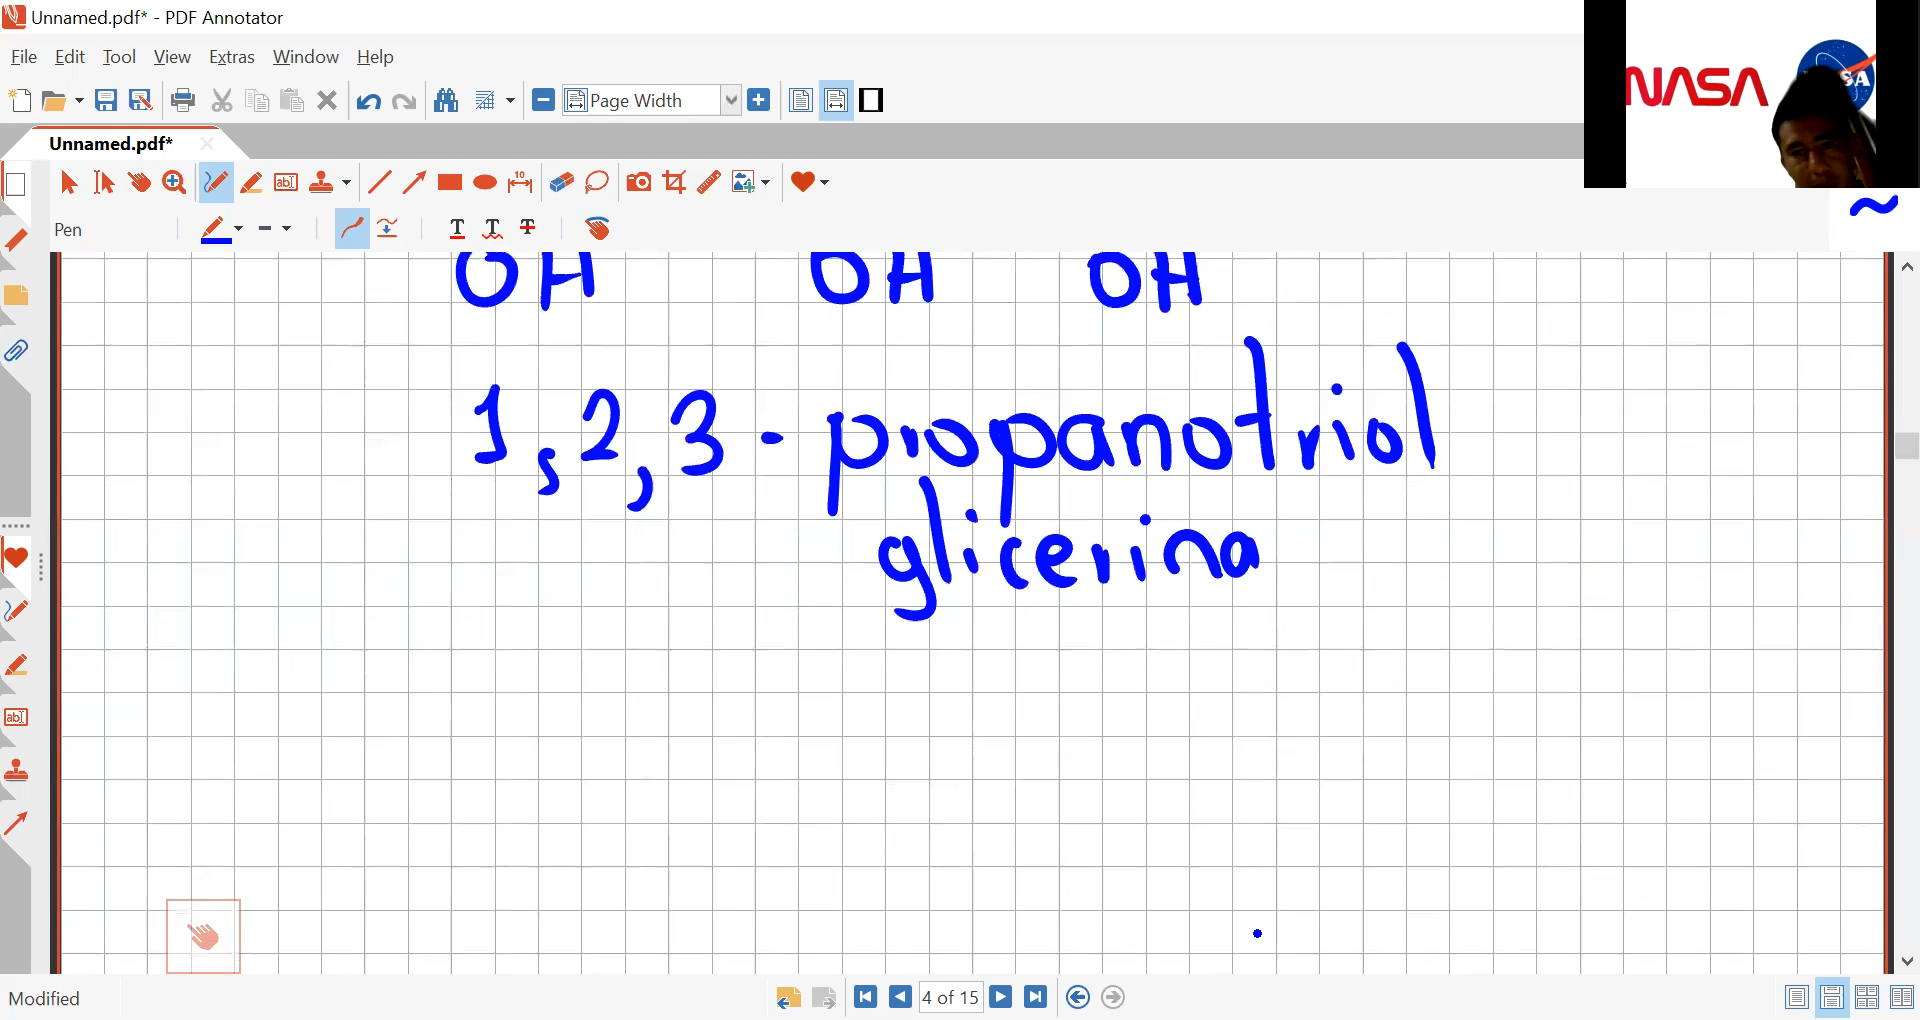 Unnamed.pdf* - PDF Annotator
File Edit Tool View Extras Window Help
Page Width
NASA
Unnamed.pdf*
10
Pen
OH OH OH
1,2,3 - propanotriol
glicerina
Modified
4 of 15